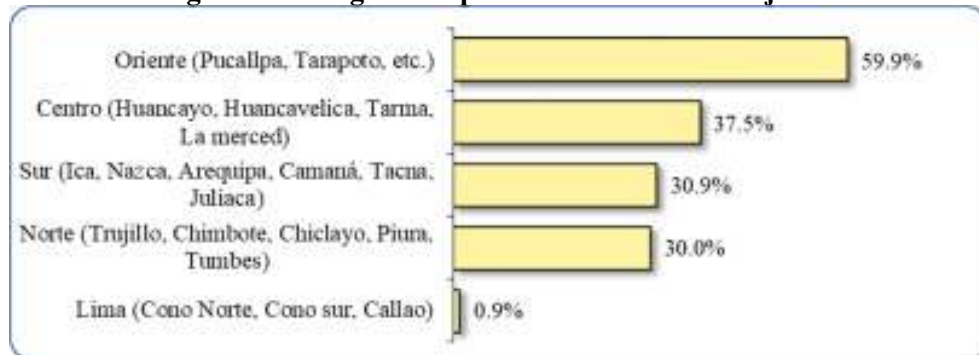 Oriente (Pucallpa, Tarapoto, etc.)
59.9%
Centro (Huancayo, Huancavelica, Tarma,
La merced)
37.5%
Sur (Ica, Nazca, Arequipa, Camaná, Tacna,
Juliaca)
30.9%
Norte (Trujillo, Chimbote, Chiclayo, Piura,
Tumbes)
30.0%
Lima (Cono Norte, Cono sur, Callao)
0.9%